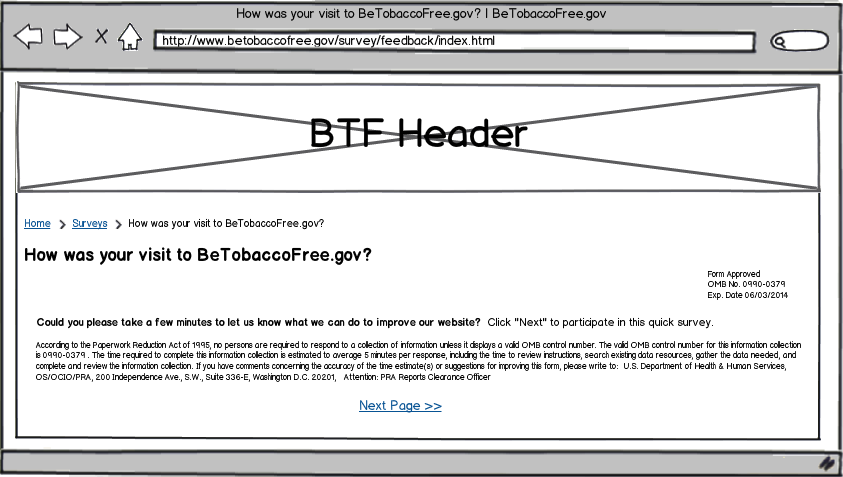 How was your visit to BeTobaccoFree.gov? | BeTobaccoFree.gov
http://www.betobaccofree.gov/survey/feedback/index.html
BTF Header
Home > Surveys > How was your visit to BeTobaccoFree.gov?
How was your visit to BeTobaccoFree.gov?
Form Approved
OMB No. 0990-0379
Exp. Date 06/03/2014
Could you please take a few minutes to let us know what we can do to improve our website? Click "Next" to participate in this quick survey.
According to the Paperwork Reduction Act of 1995, no persons are required to respond to a collection of information unless it displays a valid OMB control number. The valid OMB control number for this information collection
is 0990-0379 . The time required to complete this information collection is estimated to average 5 minutes per response, including the time to review instructions, search existing data resources, gather the data needed, and
complete and review the information collection. If you have comments concerning the accuracy of the time estimate(s) or suggestions for improving this form, please write to: U.S. Department of Health & Human Services,
OS/OCIO/PRA, 200 Independence Ave., S.W., Suite 336-E, Washington D.C. 20201, Attention: PRA Reports Clearance Officer
Next Page >>